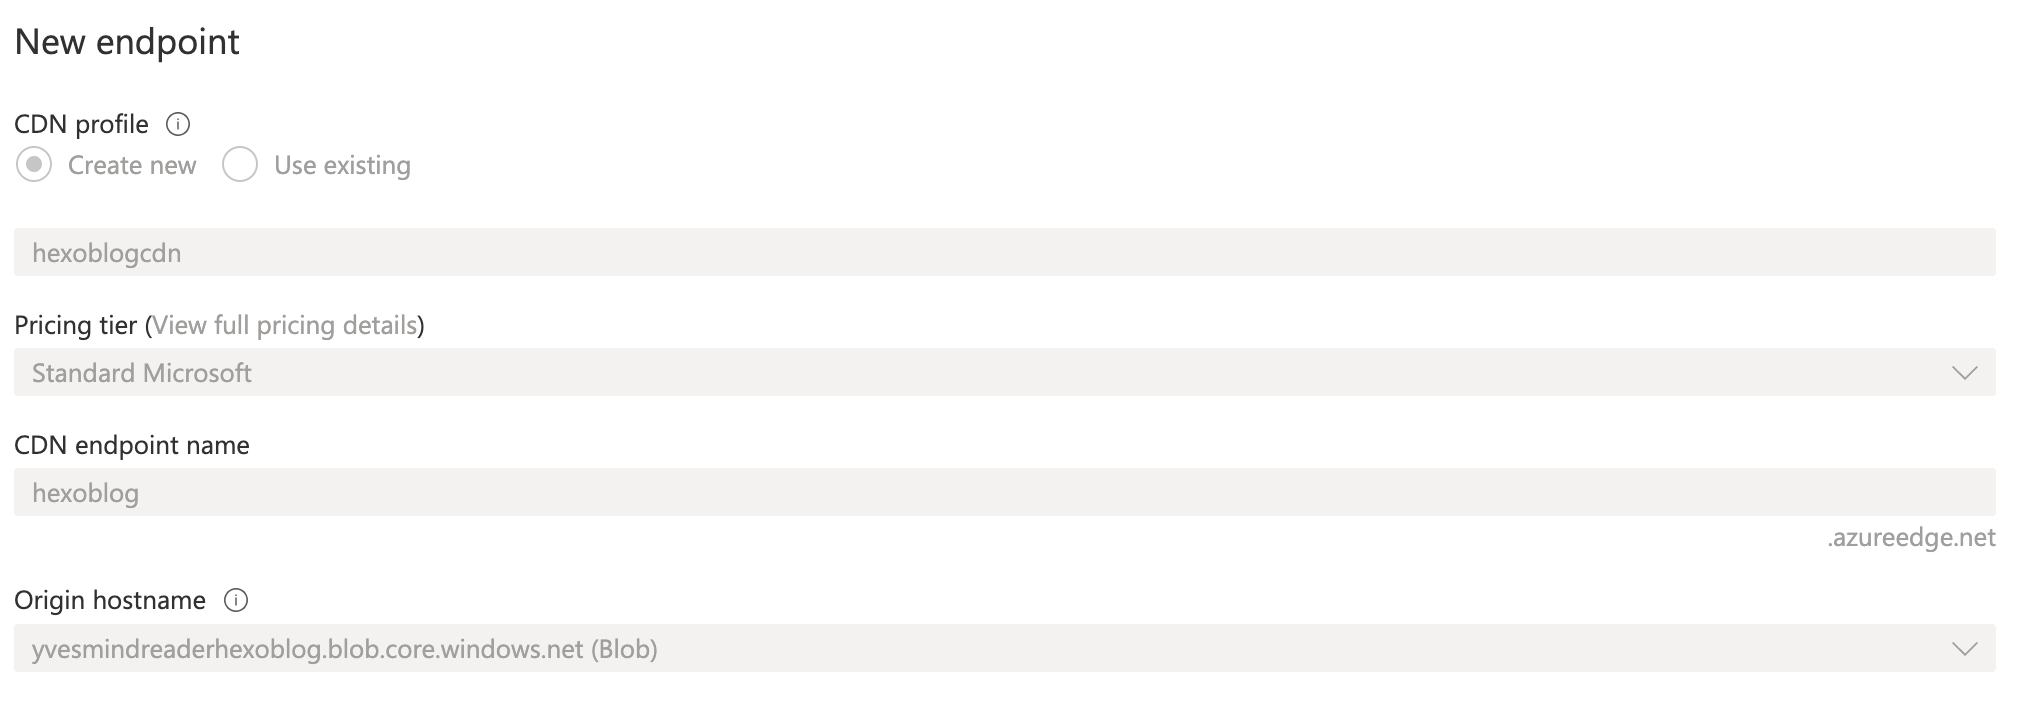 New endpoint
CDN profile
Create new Use existing
hexoblogcdn
Pricing tier (View full pricing details)
Standard Microsoft
CDN endpoint name
hexoblog
.azureedge.net
Origin hostname
yvesmindreaderhexoblog.blob.core.windows.net (Blob)